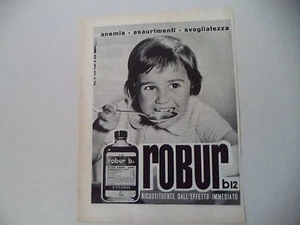 anemia - esaurimenti - svogliatezza
robur b12
robur
b12
RICOSTITUENTE DALL'EFFETTO IMMEDIATO